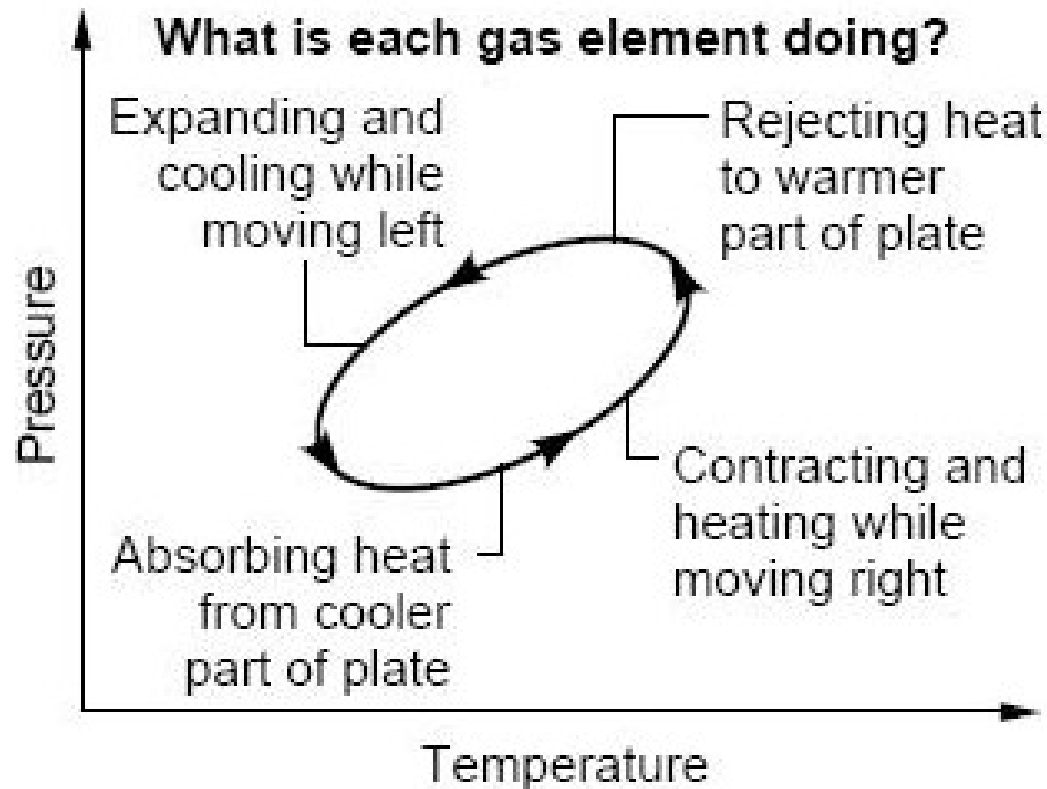 What is each gas element doing?
Expanding and
cooling while
moving left
Rejecting heat
to warmer
part of plate
Pressure
Contracting and
heating while
moving right
Absorbing heat
from cooler
part of plate
Temperature